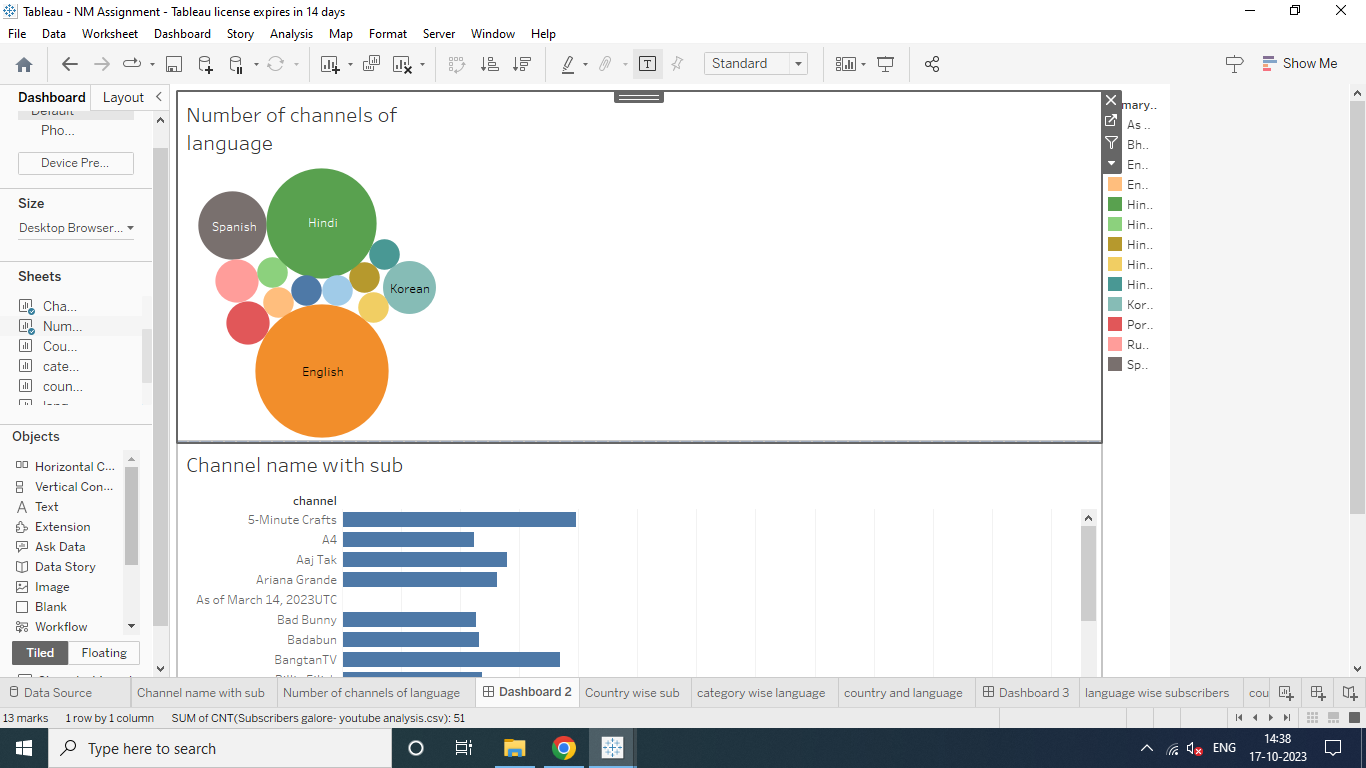 Tableau - NM Assignment - Tableau license expires in 14 days
File Data Worksheet Dashboard Story Analysis Map Format Server Window Help
Standard
Show Me
Dashboard Layout
Default
Pho...
Device Pre...
Size
Desktop Browser...
Sheets
Cha...
Num...
Cou...
cate...
coun...
Objects
Horizontal C...
Vertical Con...
Text
Extension
Ask Data
Data Story
Image
Blank
Workflow
Tiled Floating
Number of channels of
language
Spanish
Hindi
Korean
English
mary..
As ..
Bh..
En..
En..
Hin..
Hin..
Hin..
Hin..
Hin..
Kor..
Por..
Ru..
Sp..
Channel name with sub
channel
5-Minute Crafts
A4
Aaj Tak
Ariana Grande
As of March 14, 2023UTC
Bad Bunny
Badabun
BangtanTV
Data Source Channel name with sub Number of channels of language Dashboard 2 Country wise sub category wise language country and language Dashboard 3 language wise subscribers cou
13 marks 1 row by 1 column SUM of CNT(Subscribers galore- youtube analysis.csv): 51
Type here to search
ENG
14:38
17-10-2023